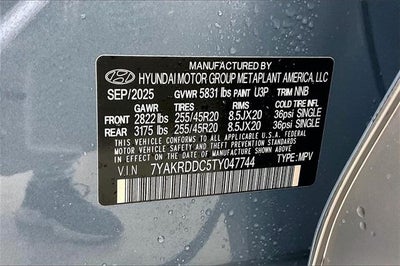 MANUFACTURED BY
HYUNDAI MOTOR GROUP METAPLANT AMERICA, LLC
SEP/2025 GVWR 5831 lbs PAINT U3P TRIM NNB
GAWR TIRES RIMS COLD TIRE INFL
FRONT 2822 lbs 255/45R20 8.5JX20 36psi SINGLE
REAR 3175 lbs 255/45R20 8.5JX20 36psi SINGLE
THIS VEHICLE CONFORMS TO ALL APPLICABLE
U.S. FEDERAL MOTOR VEHICLE SAFETY AND
THEFT PREVENTION STANDARDS IN EFFECT ON
THE DATE OF MANUFACTURE SHOWN ABOVE.
VIN 7YAKRDDC5TY047744 TYPE: MPV